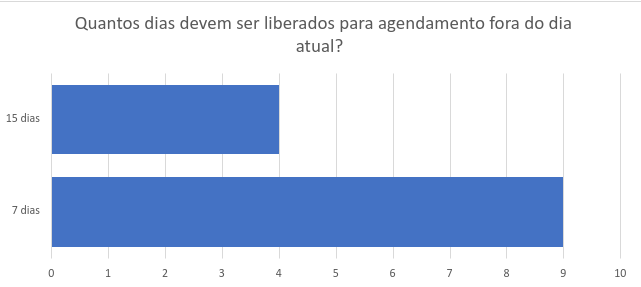 Quantos dias devem ser liberados para agendamento fora do dia
atual?
15 dias
7 dias
0 1 2 3 4 5 6 7 8 9 10